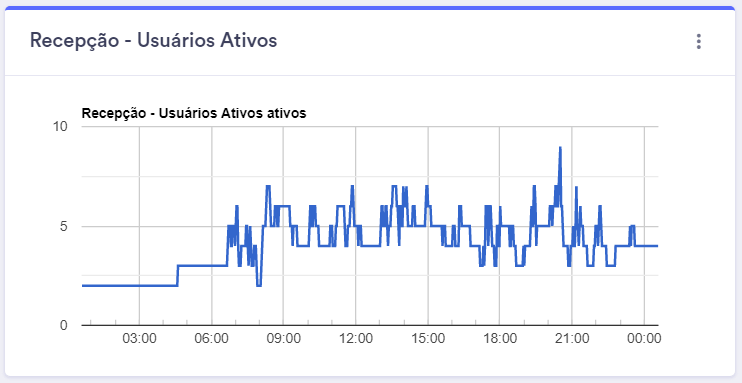 Recepção - Usuários Ativos
Recepção - Usuários Ativos ativos
10
5
0
03:00 06:00 09:00 12:00 15:00 18:00 21:00 00:00